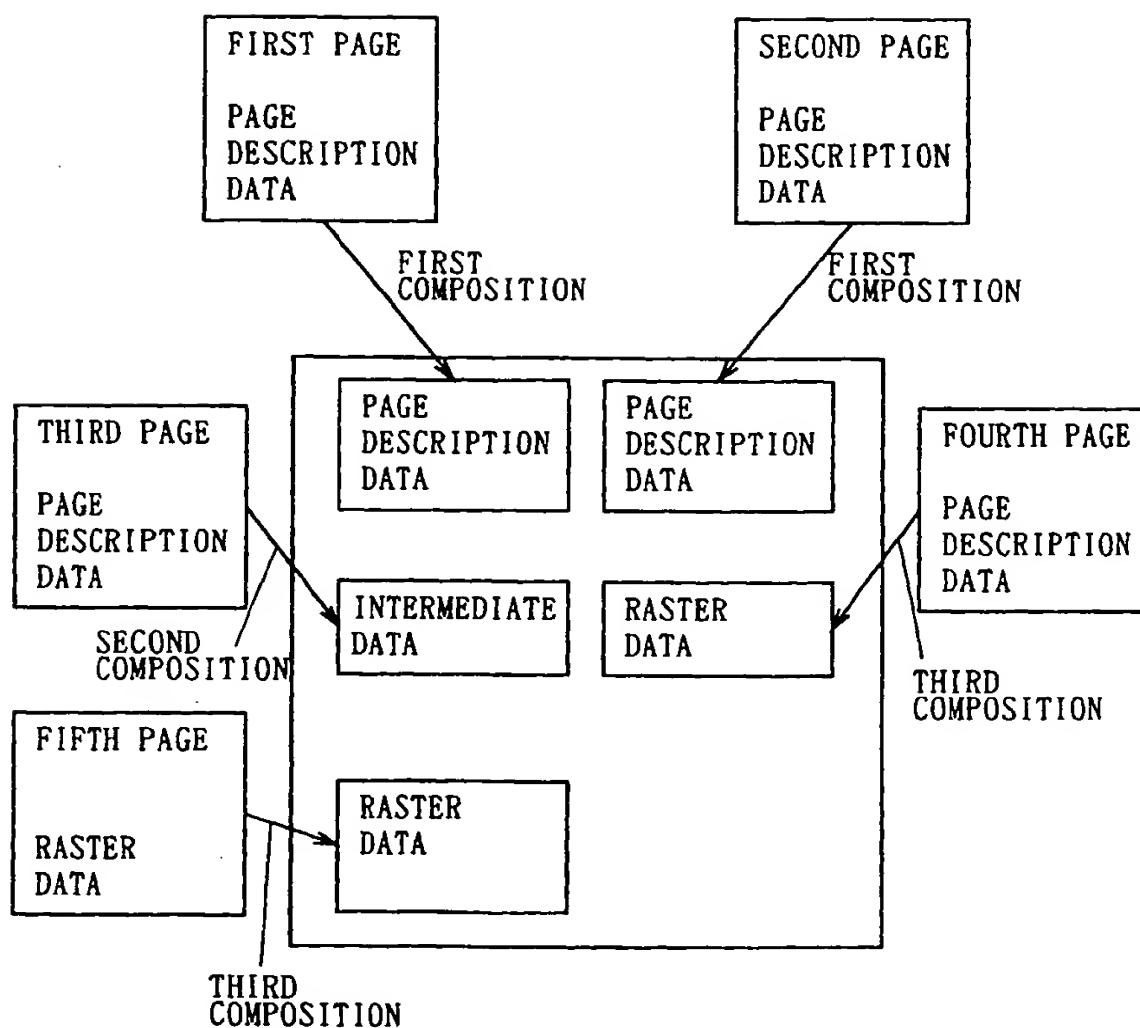 FIRST PAGE
PAGE
DESCRIPTION
DATA
SECOND PAGE
PAGE
DESCRIPTION
DATA
FIRST
COMPOSITION
FIRST
COMPOSITION
PAGE
DESCRIPTION
DATA
PAGE
DESCRIPTION
DATA
THIRD PAGE
PAGE
DESCRIPTION
DATA
FOURTH PAGE
PAGE
DESCRIPTION
DATA
INTERMEDIATE
DATA
RASTER
DATA
SECOND
COMPOSITION
THIRD
COMPOSITION
FIFTH PAGE
RASTER
DATA
RASTER
DATA
THIRD
COMPOSITION